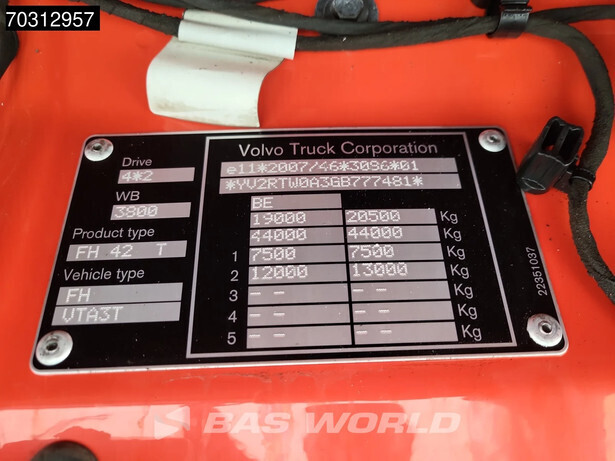 70312957
Volvo Truck Corporation
Drive
4*2
WB
3800
Product type
FH 42 T
Vehicle type
FH
VTA3T
e11*2007/46*3086*01
*YV2RTW0A3GB777481*
BE
19000 20500 Kg
44000 44000 Kg
1 7500 7500 Kg
2 12000 13000 Kg
3 -- -- Kg
4 -- -- Kg
5 -- -- Kg
22351037
BAS WORLD